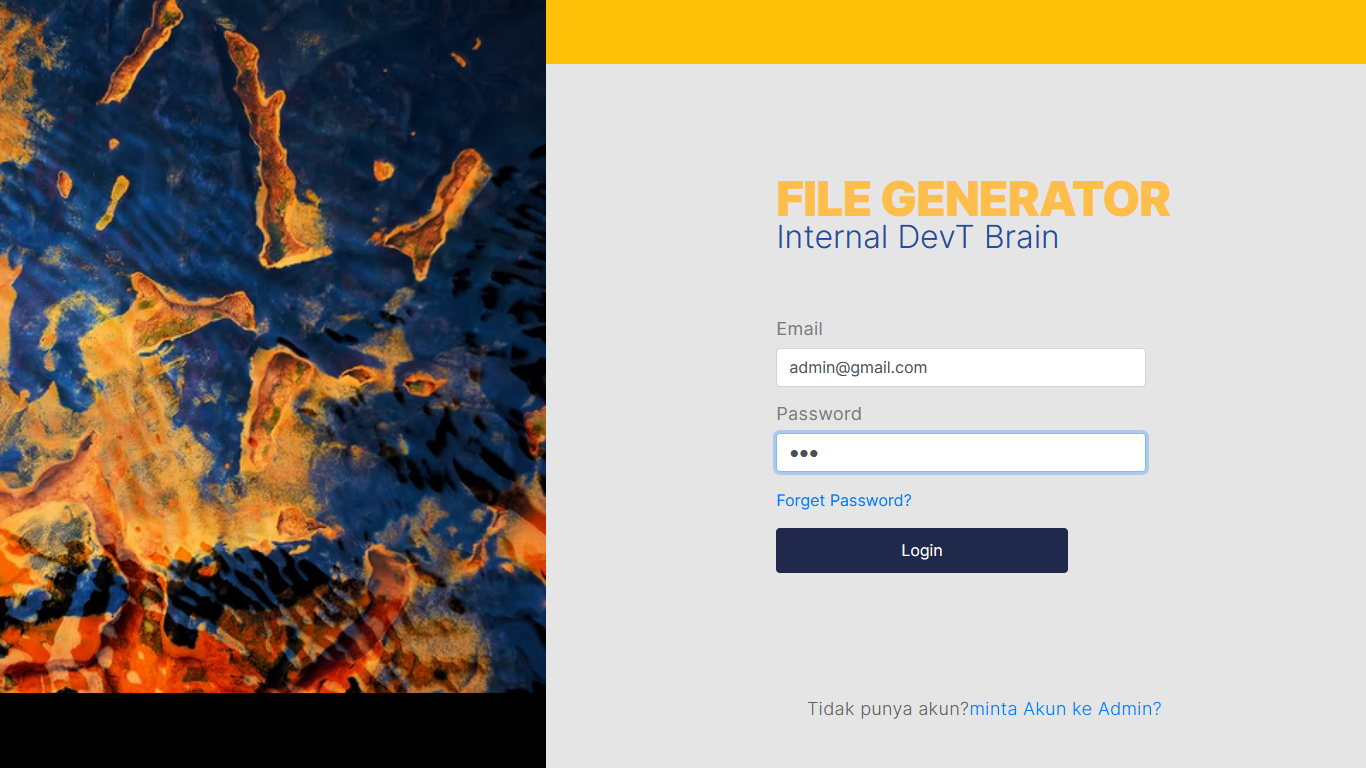 FILE GENERATOR
Internal DevT Brain
Email
admin@gmail.com
Password
●●●
Forget Password?
Login
Tidak punya akun?minta Akun ke Admin?